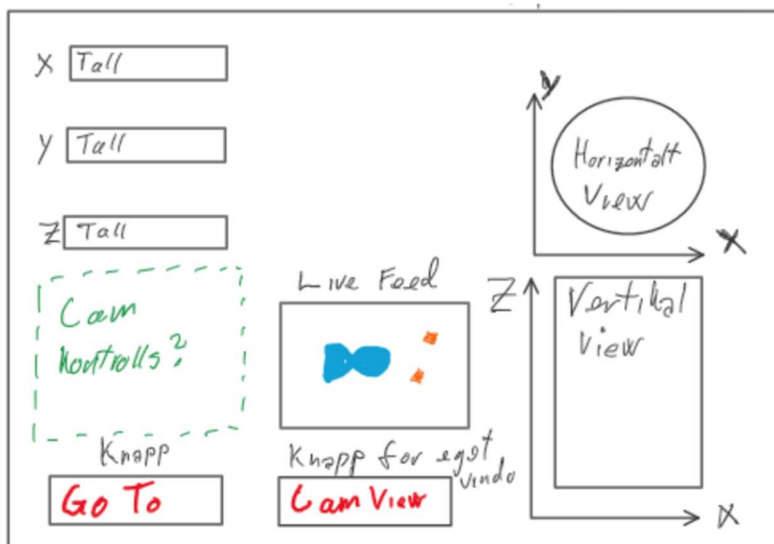 X Tall
Y Tall
Z Tall
Cam
Kontrolls?
Knapp
Go To
Live Feed
Knapp for eget
vindo
Cam View
y
Horizontalt
View
X
Z
Vertikal
View
X